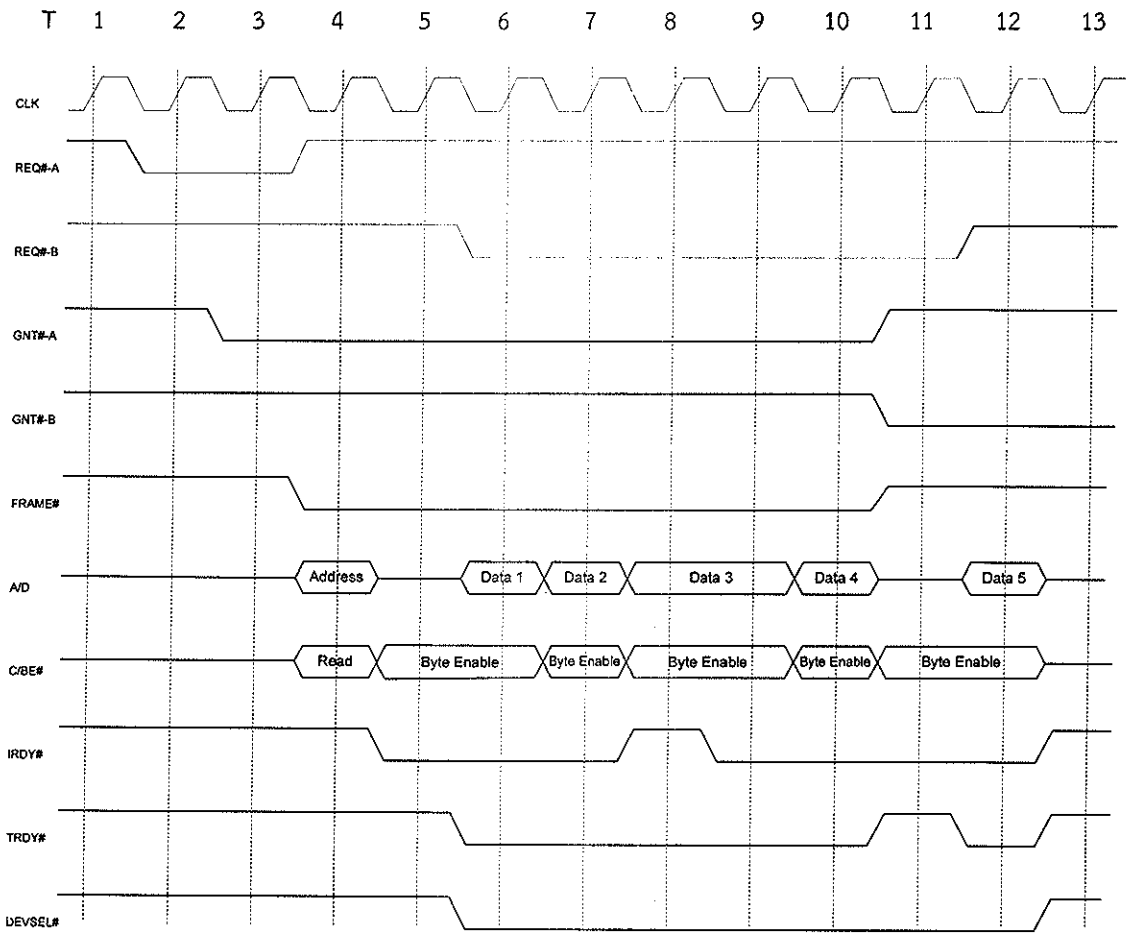 T 1 2 3 4 5 6 7 8 9 10 11 12 13
CLK
REQ#-A
REQ#-B
GNT#-A
GNT#-B
FRAME#
A/D Address Data 1 Data 2 Data 3 Data 4 Data 5
C/BE# Read Byte Enable Byte Enable Byte Enable Byte Enable Byte Enable
IRDY#
TRDY#
DEVSEL#